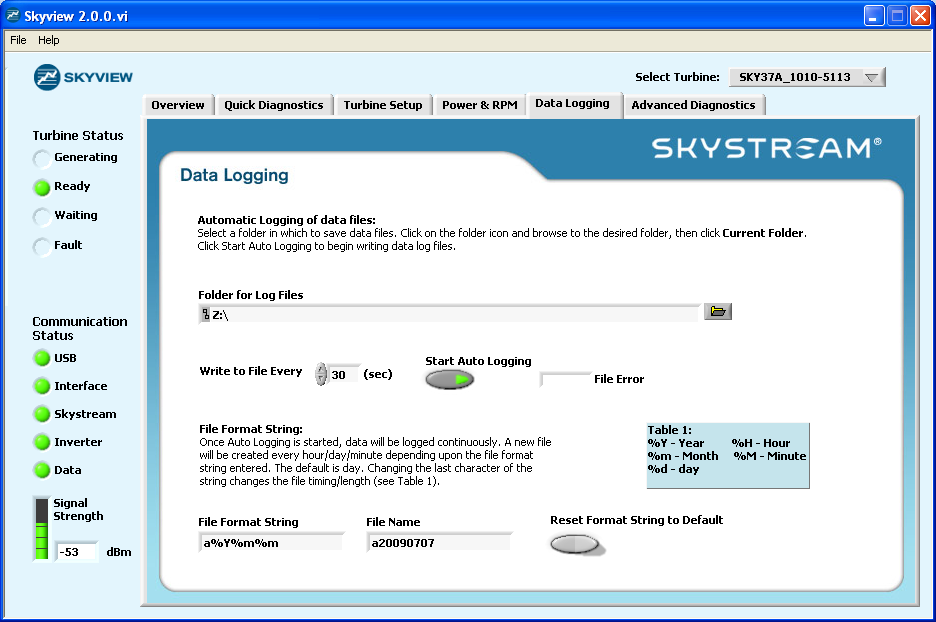 Skyview 2.0.0.vi
File Help
SKYVIEW
Select Turbine: SKY37A_1010-5113
Overview Quick Diagnostics Turbine Setup Power & RPM Data Logging Advanced Diagnostics
SKYSTREAM®
Data Logging
Turbine Status
Generating
Ready
Waiting
Fault
Communication
Status
USB
Interface
Skystream
Inverter
Data
Signal
Strength
-53 dBm
Automatic Logging of data files:
Select a folder in which to save data files. Click on the folder icon and browse to the desired folder, then click Current Folder.
Click Start Auto Logging to begin writing data log files.
Folder for Log Files
Z:\
Write to File Every 30 (sec)
Start Auto Logging
File Error
File Format String:
Once Auto Logging is started, data will be logged continuously. A new file
will be created every hour/day/minute depending upon the file format
string entered. The default is day. Changing the last character of the
string changes the file timing/length (see Table 1).
Table 1:
%Y - Year %H - Hour
%m - Month %M - Minute
%d - day
File Format String
a%Y%m%m
File Name
a20090707
Reset Format String to Default